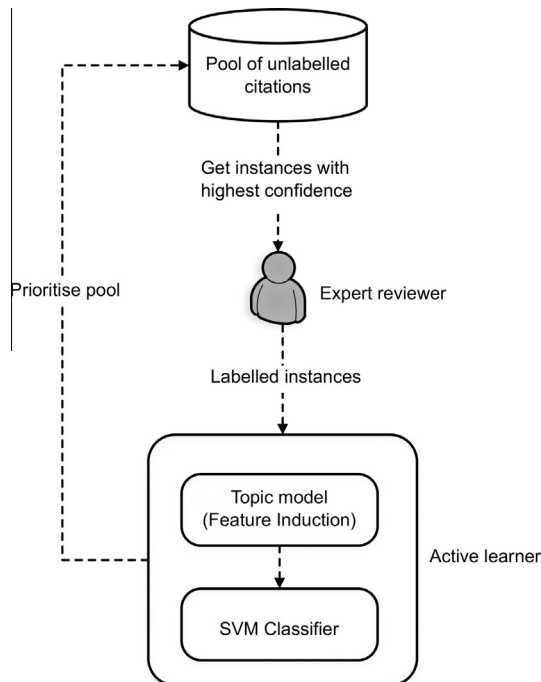 Pool of unlabelled
citations
Get instances with
highest confidence
Prioritise pool
Expert reviewer
Labelled instances
Topic model
(Feature Induction)
Active learner
SVM Classifier